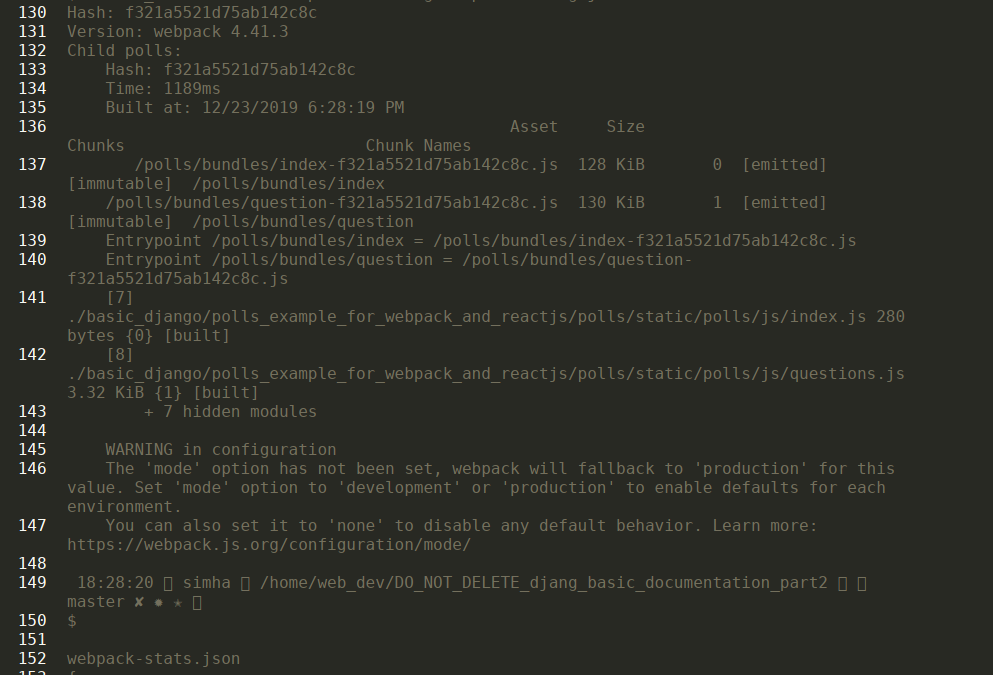 130 Hash: f321a5521d75ab142c8c
131 Version: webpack 4.41.3
132 Child polls:
133     Hash: f321a5521d75ab142c8c
134     Time: 1189ms
135     Built at: 12/23/2019 6:28:19 PM
136                                               Asset     Size
Chunks                         Chunk Names
137        /polls/bundles/index-f321a5521d75ab142c8c.js  128 KiB       0  [emitted]
[immutable]  /polls/bundles/index
138     /polls/bundles/question-f321a5521d75ab142c8c.js  130 KiB       1  [emitted]
[immutable]  /polls/bundles/question
139     Entrypoint /polls/bundles/index = /polls/bundles/index-f321a5521d75ab142c8c.js
140     Entrypoint /polls/bundles/question = /polls/bundles/question-
f321a5521d75ab142c8c.js
141     [7]
./basic_django/polls_example_for_webpack_and_reactjs/polls/static/polls/js/index.js 280
bytes {0} [built]
142     [8]
./basic_django/polls_example_for_webpack_and_reactjs/polls/static/polls/js/questions.js
3.32 KiB {1} [built]
143         + 7 hidden modules
144
145     WARNING in configuration
146     The 'mode' option has not been set, webpack will fallback to 'production' for this
value. Set 'mode' option to 'development' or 'production' to enable defaults for each
environment.
147     You can also set it to 'none' to disable any default behavior. Learn more:
https://webpack.js.org/configuration/mode/
148
149  18:28:20  simha  /home/web_dev/DO_NOT_DELETE_djang_basic_documentation_part2
master ✘ ✹ ★
150 $
151
152 webpack-stats.json